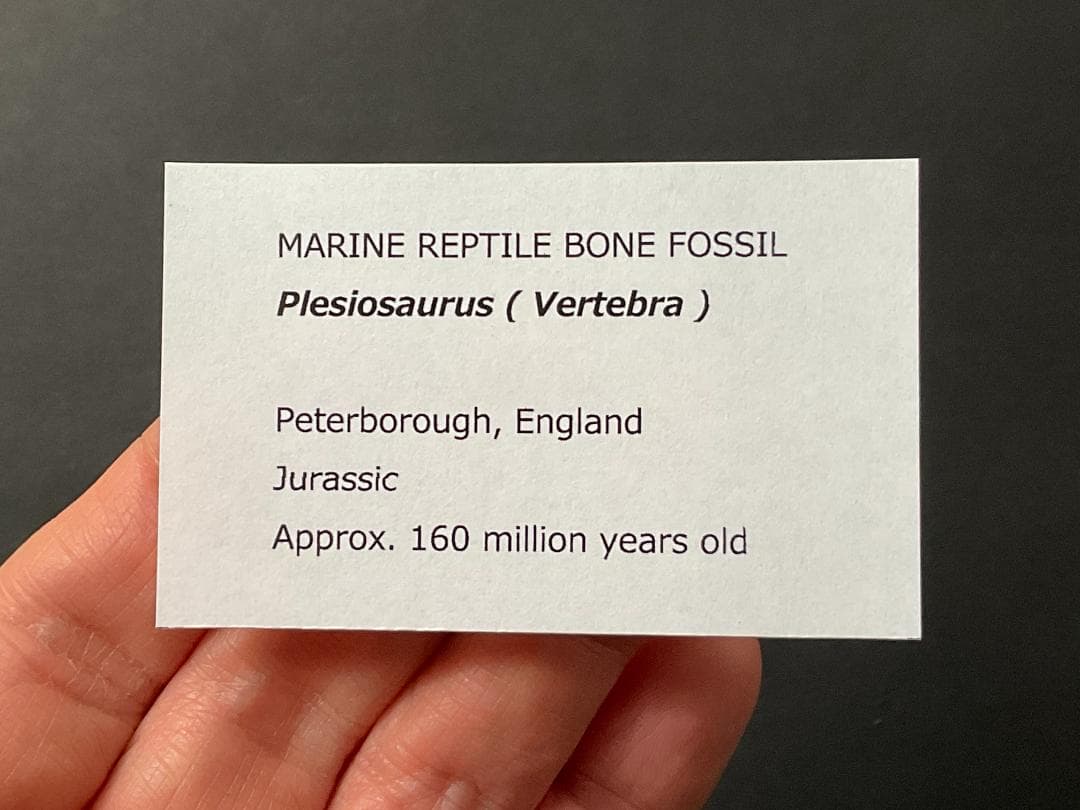 MARINE REPTILE BONE FOSSIL
Plesiosaurus ( Vertebra )
Peterborough, England
Jurassic
Approx. 160 million years old